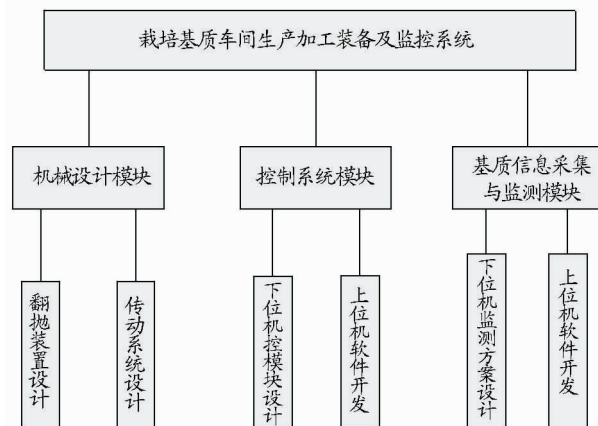 栽培基质车间生产加工装备及监控系统
机械设计模块
控制系统模块
基质信息采集
与监测模块
翻抛装置设计
传动系统设计
下位机控模块设计
上位机软件开发
下位机监测方案设计
上位机软件开发